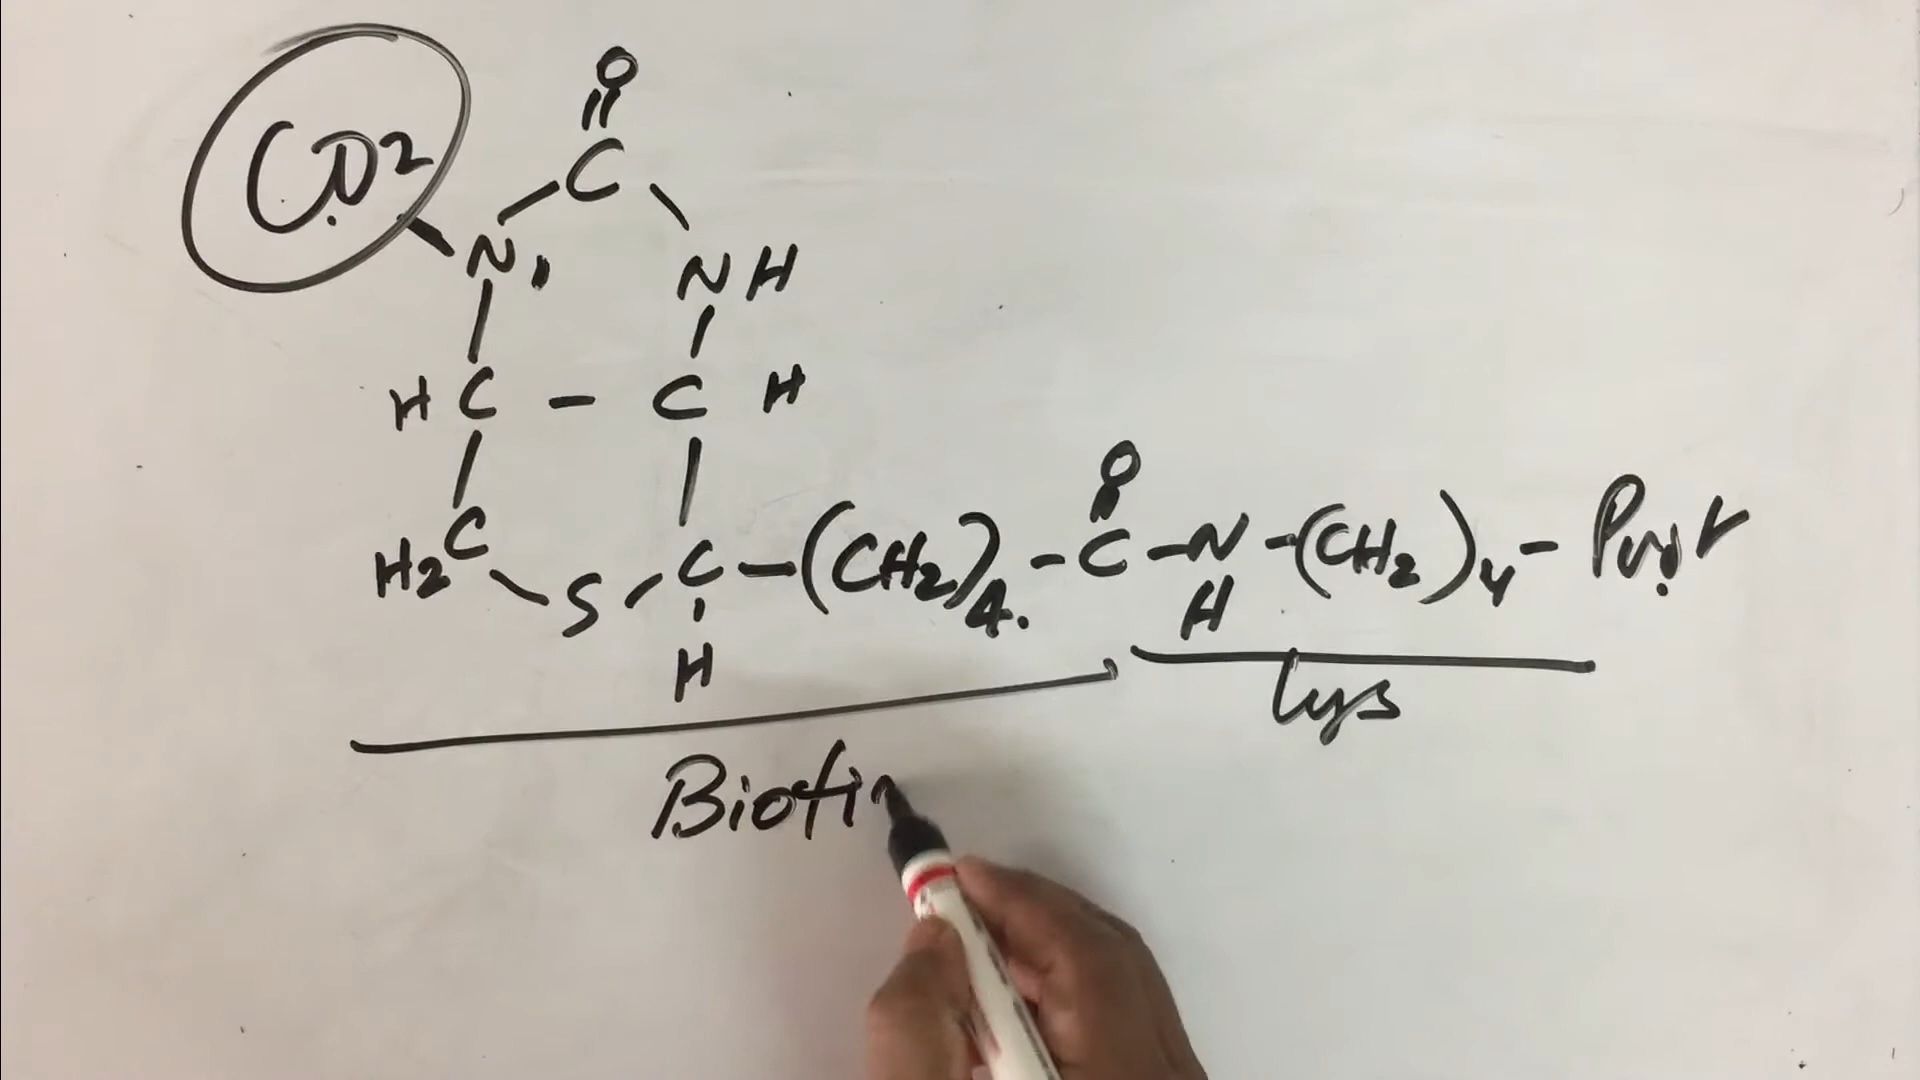 O
CO2 C
N' NH
HC - C H
O
H2C S C - (CH2)4 - C - N - (CH2)4 -
H H
Lys
Biotin